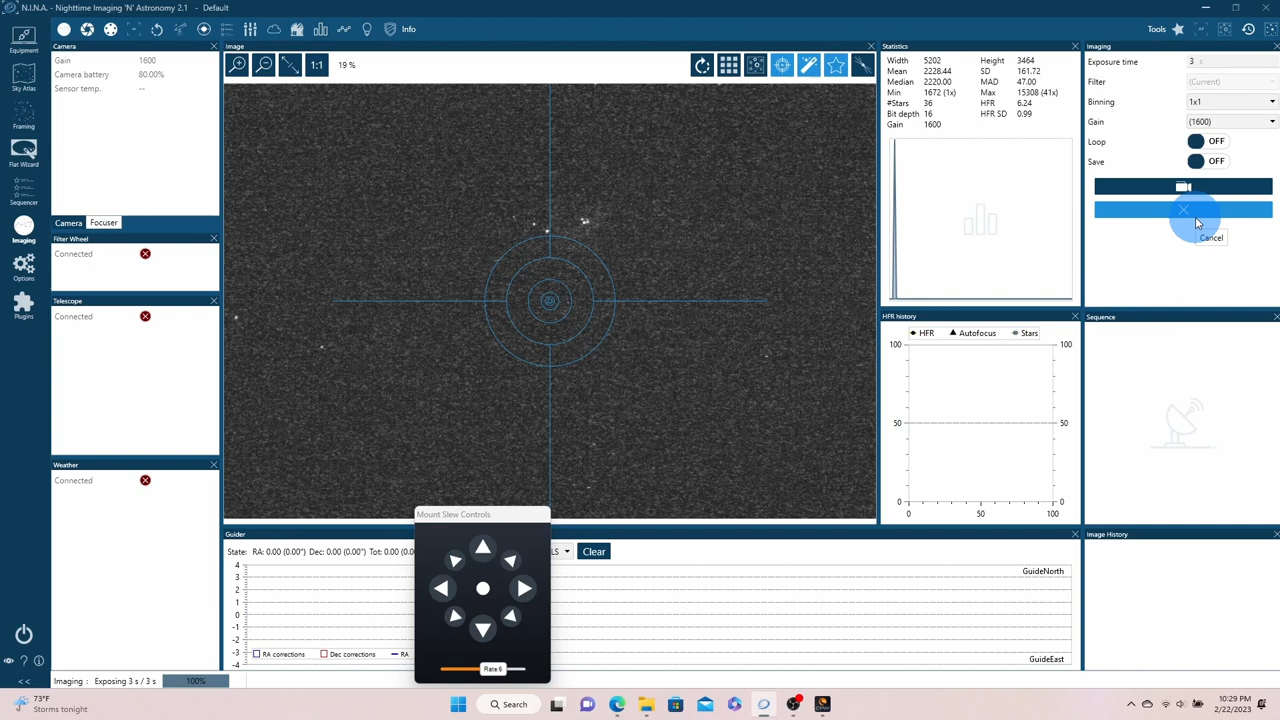 N.I.N.A. - Nighttime Imaging 'N' Astronomy 2.1 - Default
Equipment
Sky Atlas
Framing
Flat Wizard
Sequencer
Imaging
Options
Plugins
<<
Info
Tools
Camera
Gain 1600
Camera battery 80.00%
Sensor temp. --
Camera Focuser
Filter Wheel
Connected
Telescope
Connected
Weather
Connected
Image
1:1 19 %
Statistics
Width 5202 Height 3464
Mean 2228.44 SD 161.72
Median 2220.00 MAD 47.00
Min 1672 (1x) Max 15308 (41x)
#Stars 36 HFR 6.24
Bit depth 16 HFR SD 0.99
Gain 1600
Imaging
Exposure time 3 s
Filter (Current)
Binning 1x1
Gain (1600)
Loop OFF
Save OFF
Cancel
HFR history
HFR Autofocus Stars
100 100
50 50
0 0
0 50 100
Sequence
Guider
State: RA: 0.00 (0.00") Dec: 0.00 (0.00") Tot: 0.00 (0.0
LS Clear
4
3
2
1
0
-1
-2
-3
-4
GuideNorth
GuideEast
RA corrections Dec corrections RA
Image History
Mount Slew Controls
Rate 6
Imaging : Exposing 3 s / 3 s 100%
73°F
Storms tonight
Search
10:29 PM
2/22/2023